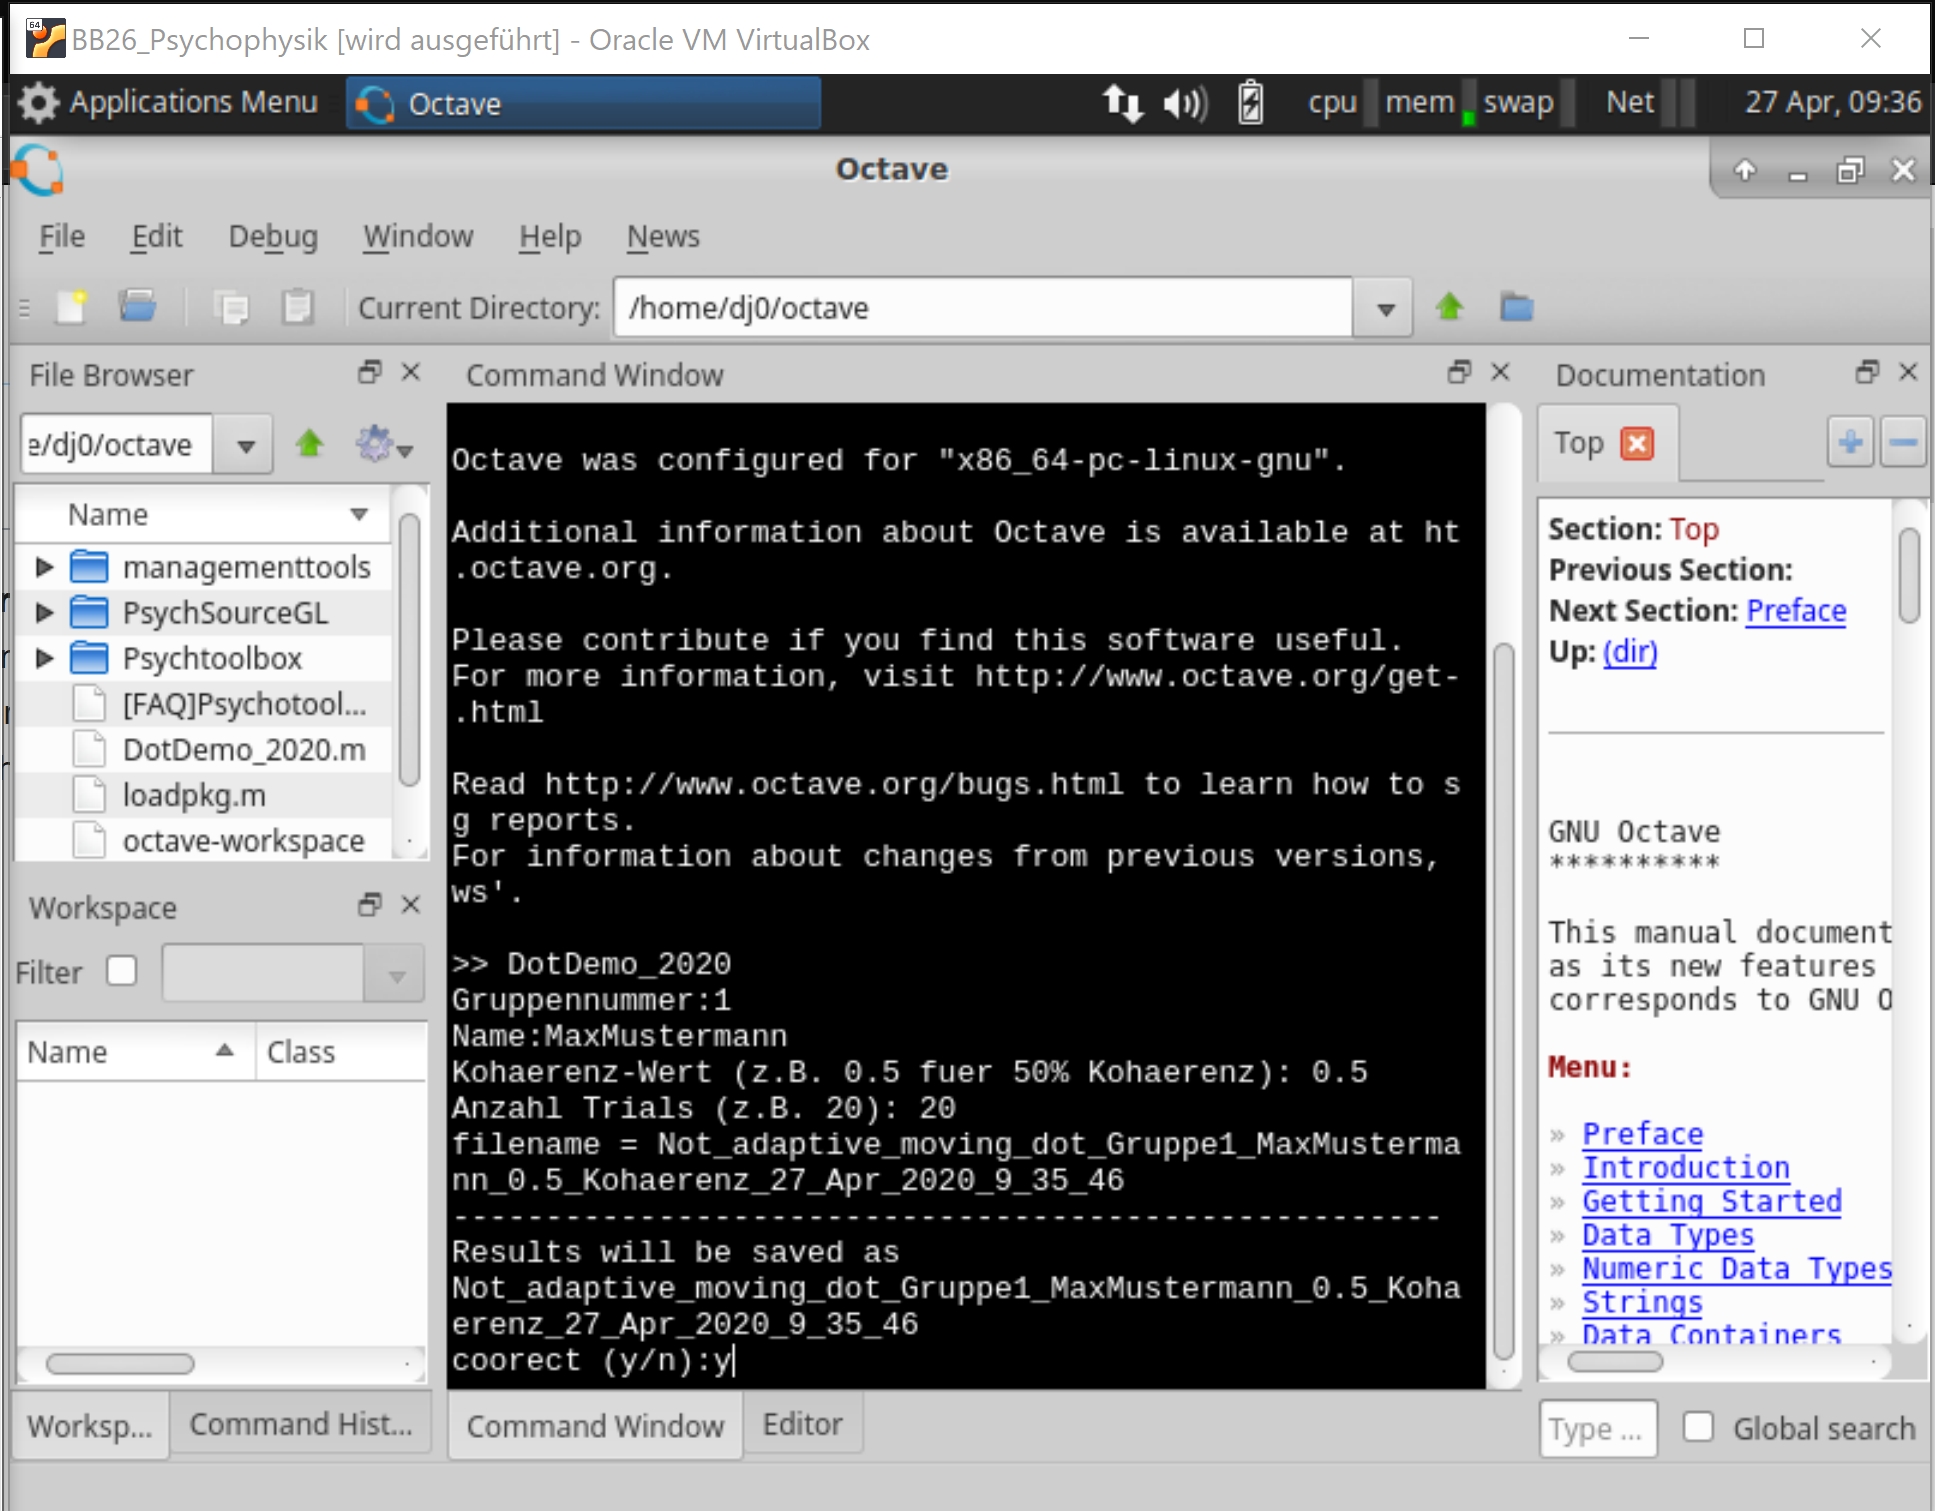 64
BB26_Psychophysik [wird ausgeführt] - Oracle VM VirtualBox
Applications Menu
Octave
cpu mem swap Net 27 Apr, 09:36
Octave
File Edit Debug Window Help News
Current Directory: /home/dj0/octave
File Browser
e/dj0/octave
Name
managementtools
PsychSourceGL
Psychtoolbox
[FAQ]Psychotool...
DotDemo_2020.m
loadpkg.m
octave-workspace
Workspace
Filter
Name Class
Worksp... Command Hist...
Command Window
Octave was configured for "x86_64-pc-linux-gnu".
Additional information about Octave is available at ht
.octave.org.
Please contribute if you find this software useful.
For more information, visit http://www.octave.org/get-
.html
Read http://www.octave.org/bugs.html to learn how to s
g reports.
For information about changes from previous versions,
ws'.
>> DotDemo_2020
Gruppennummer:1
Name:MaxMustermann
Kohaerenz-Wert (z.B. 0.5 fuer 50% Kohaerenz): 0.5
Anzahl Trials (z.B. 20): 20
filename = Not_adaptive_moving_dot_Gruppe1_MaxMusterma
nn_0.5_Kohaerenz_27_Apr_2020_9_35_46
-----------------------------------------------------
Results will be saved as
Not_adaptive_moving_dot_Gruppe1_MaxMustermann_0.5_Koha
erenz_27_Apr_2020_9_35_46
coorect (y/n):y
Command Window Editor
Documentation
Top
Section: Top
Previous Section:
Next Section: Preface
Up: (dir)
GNU Octave
**********
This manual document
as its new features
corresponds to GNU O
Menu:
» Preface
» Introduction
» Getting Started
» Data Types
» Numeric Data Types
» Strings
» Data Containers
Type ... Global search